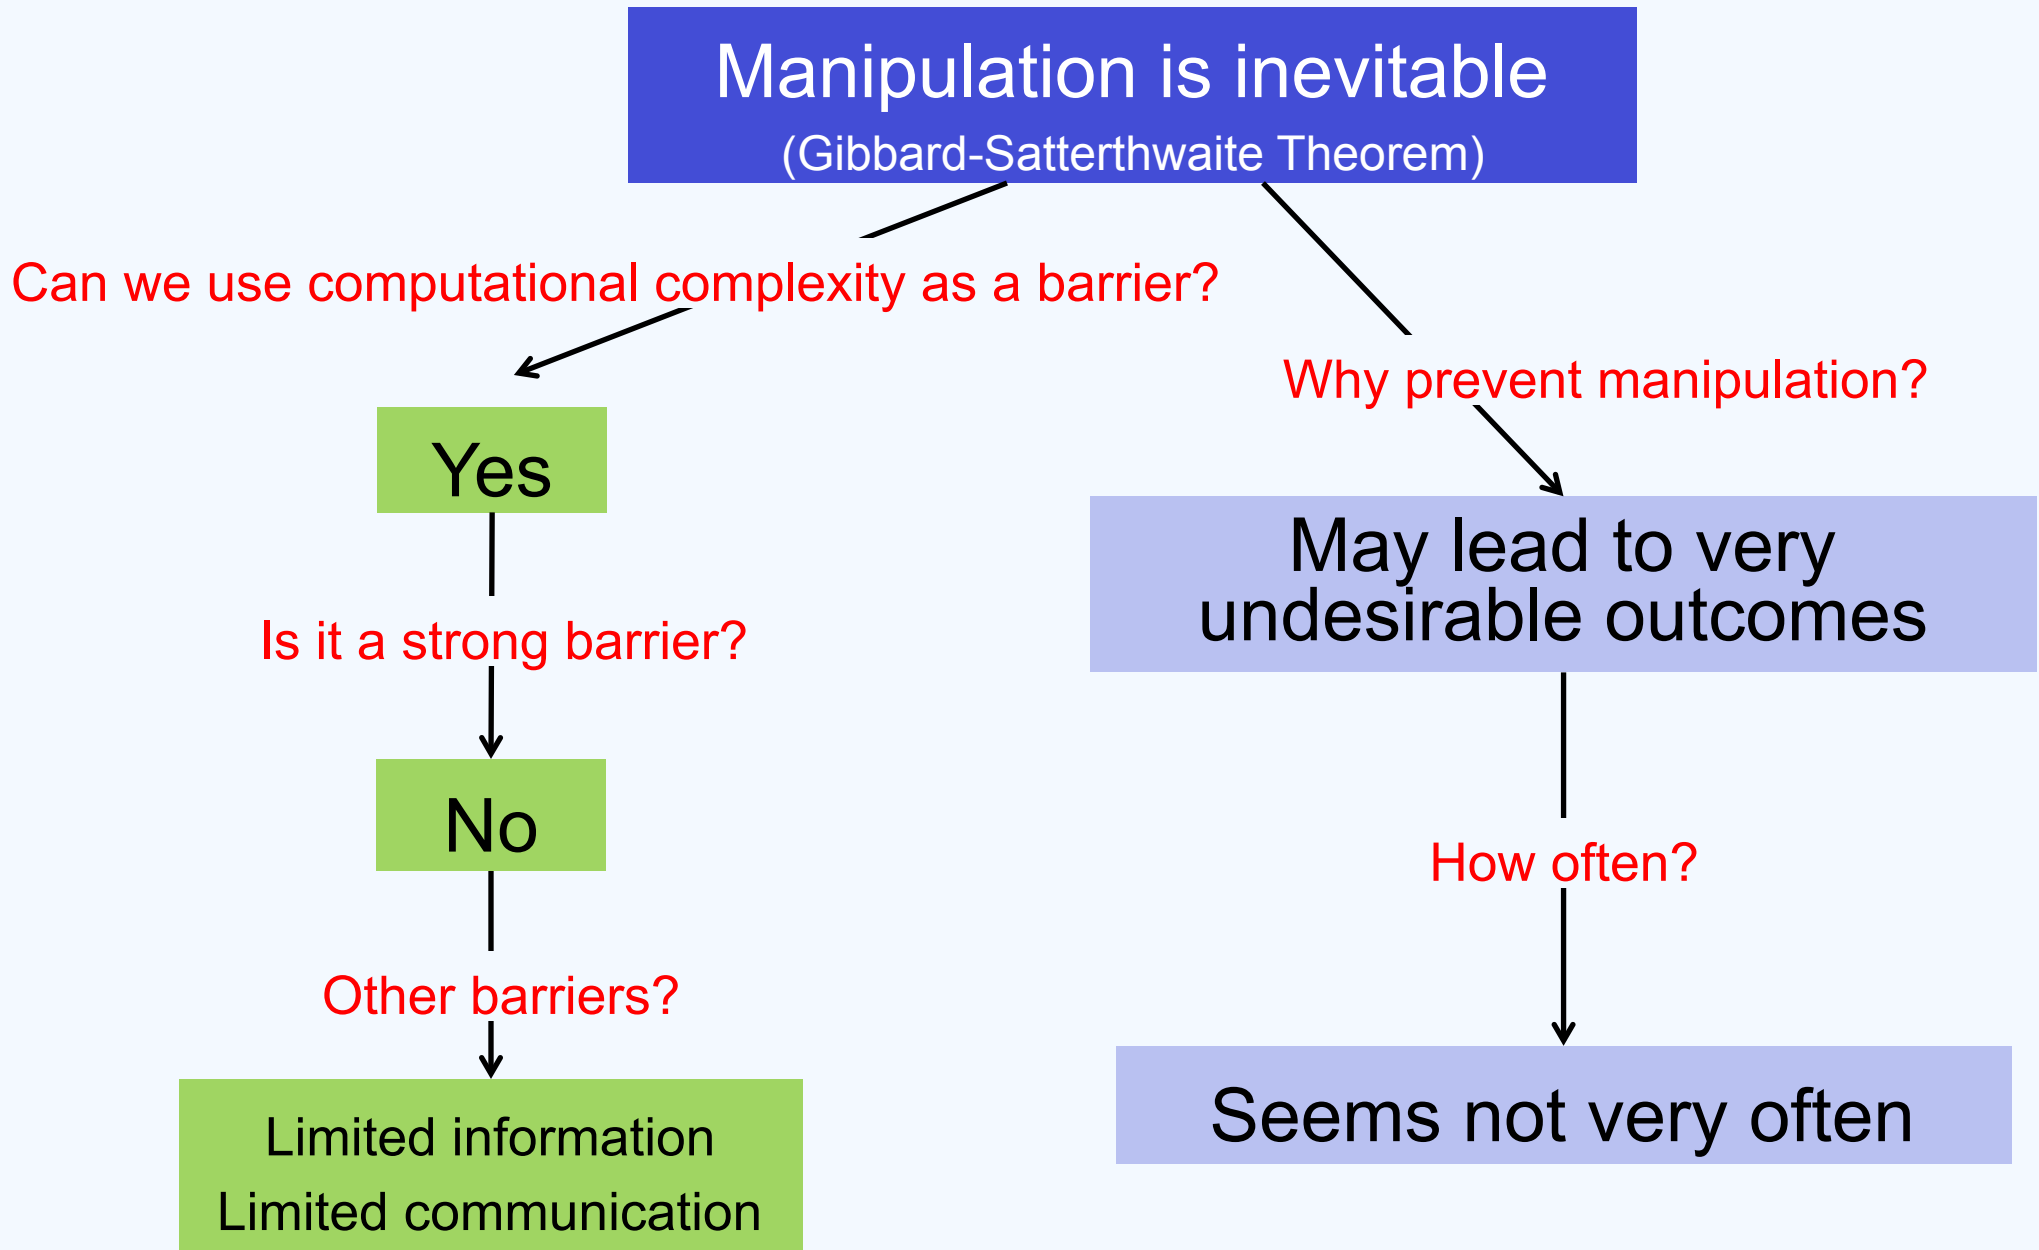 Manipulation is inevitable
(Gibbard-Satterthwaite Theorem)
Can we use computational complexity as a barrier?
Yes
Is it a strong barrier?
No
Other barriers?
Limited information
Limited communication
Why prevent manipulation?
May lead to very
undesirable outcomes
How often?
Seems not very often